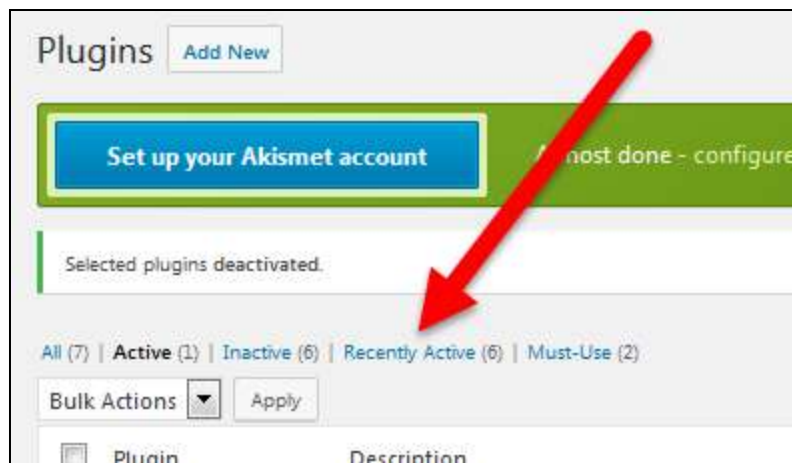 Plugins Add New
Set up your Akismet account
most done - configure
Selected plugins deactivated.
All (7) | Active (1) | Inactive (6) | Recently Active (6) | Must-Use (2)
Bulk Actions Apply
Plugin Description